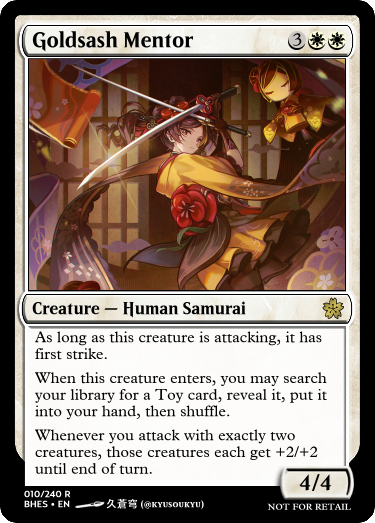 Goldsash Mentor 3
Creature — Human Samurai
As long as this creature is attacking, it has
first strike.
When this creature enters, you may search
your library for a Toy card, reveal it, put it
into your hand, then shuffle.
Whenever you attack with exactly two
creatures, those creatures each get +2/+2
until end of turn.
4/4
010/240 R
BHES • EN 久蒼穹 (@KYUSOUKYU)
NOT FOR RETAIL